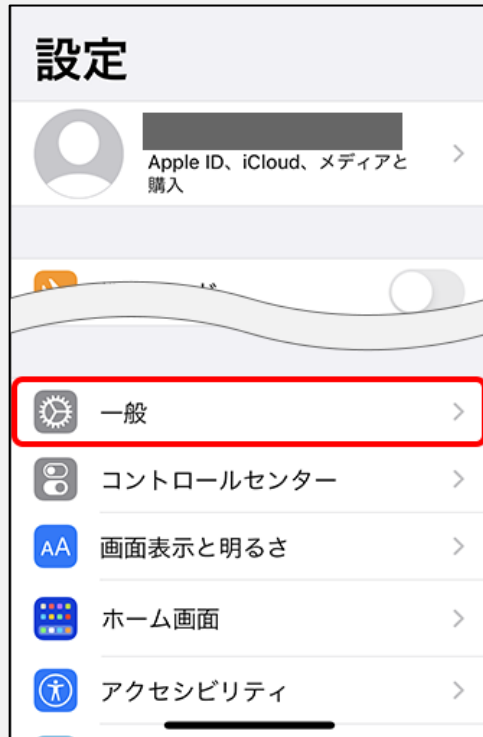 設定
Apple ID、iCloud、メディアと
購入
一般
コントロールセンター
AA 画面表示と明るさ
ホーム画面
アクセシビリティ